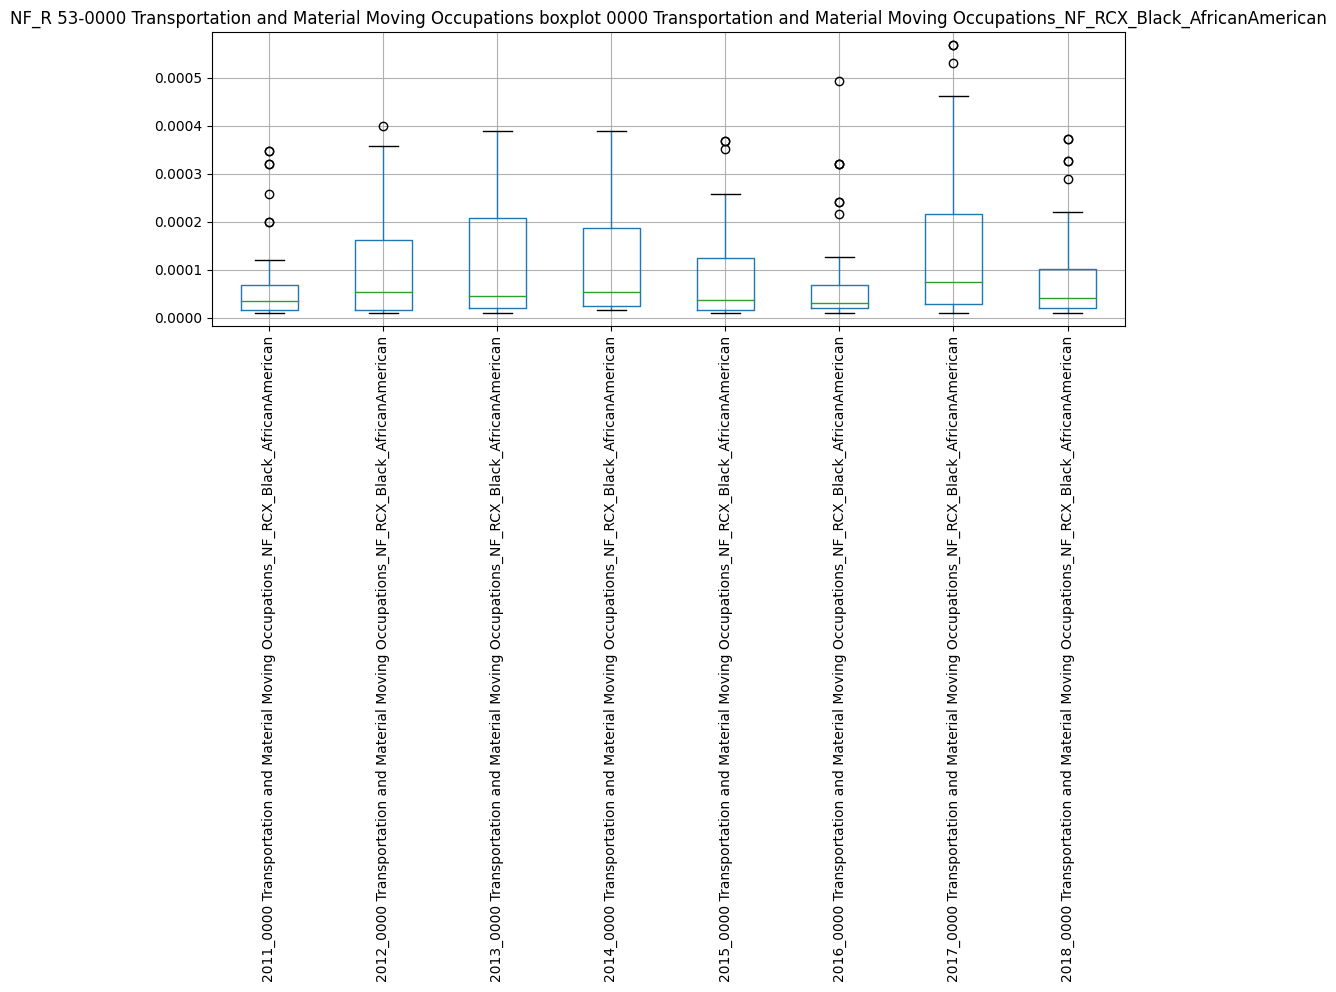 NF_R 53-0000 Transportation and Material Moving Occupations boxplot 0000 Transportation and Material Moving Occupations_NF_RCX_Black_AfricanAmerican
0.0005
0.0004
0.0003
0.0002
0.0001
0.0000
2011_0000 Transportation and Material Moving Occupations_NF_RCX_Black_AfricanAmerican
2012_0000 Transportation and Material Moving Occupations_NF_RCX_Black_AfricanAmerican
2013_0000 Transportation and Material Moving Occupations_NF_RCX_Black_AfricanAmerican
2014_0000 Transportation and Material Moving Occupations_NF_RCX_Black_AfricanAmerican
2015_0000 Transportation and Material Moving Occupations_NF_RCX_Black_AfricanAmerican
2016_0000 Transportation and Material Moving Occupations_NF_RCX_Black_AfricanAmerican
2017_0000 Transportation and Material Moving Occupations_NF_RCX_Black_AfricanAmerican
2018_0000 Transportation and Material Moving Occupations_NF_RCX_Black_AfricanAmerican